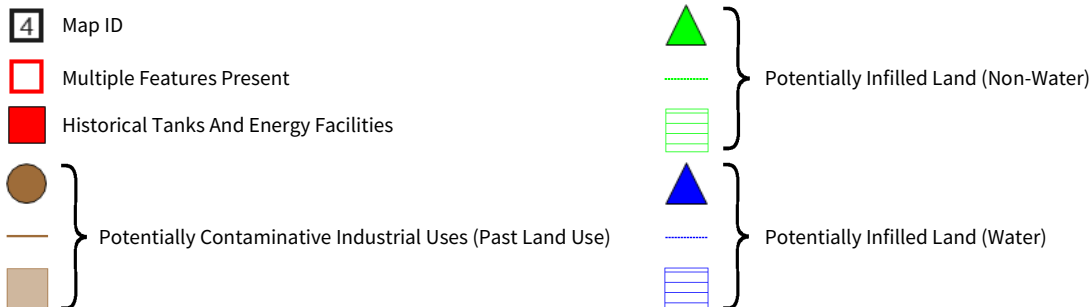 4 Map ID
Multiple Features Present
Historical Tanks And Energy Facilities
Potentially Contaminative Industrial Uses (Past Land Use)
Potentially Infilled Land (Non-Water)
Potentially Infilled Land (Water)